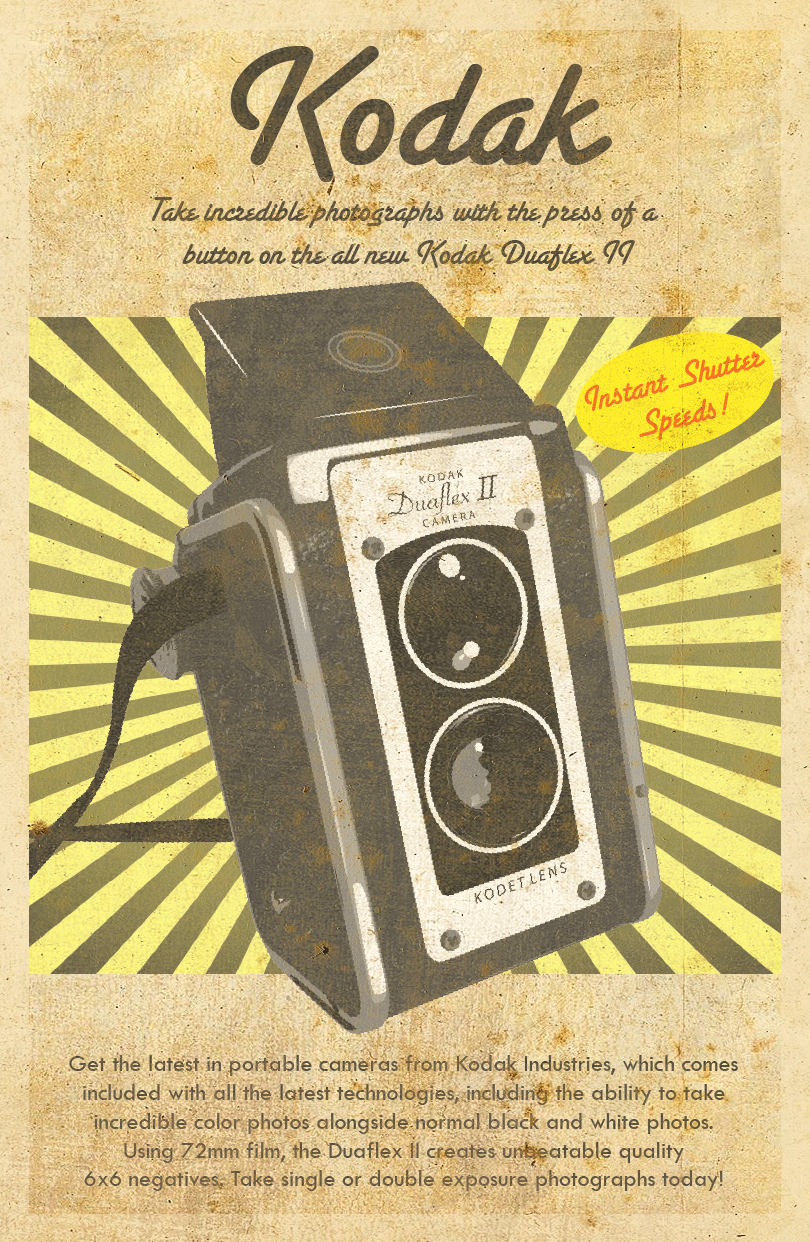 Kodak
Take incredible photographs with the press of a
button on the all new Kodak Duaflex II
Instant Shutter
Speeds!
KODAK
Duaflex II
CAMERA
KODET LENS
Get the latest in portable cameras from Kodak Industries, which comes
included with all the latest technologies, including the ability to take
incredible color photos alongside normal black and white photos.
Using 72mm film, the Duaflex II creates unbeatable quality
6x6 negatives. Take single or double exposure photographs today!